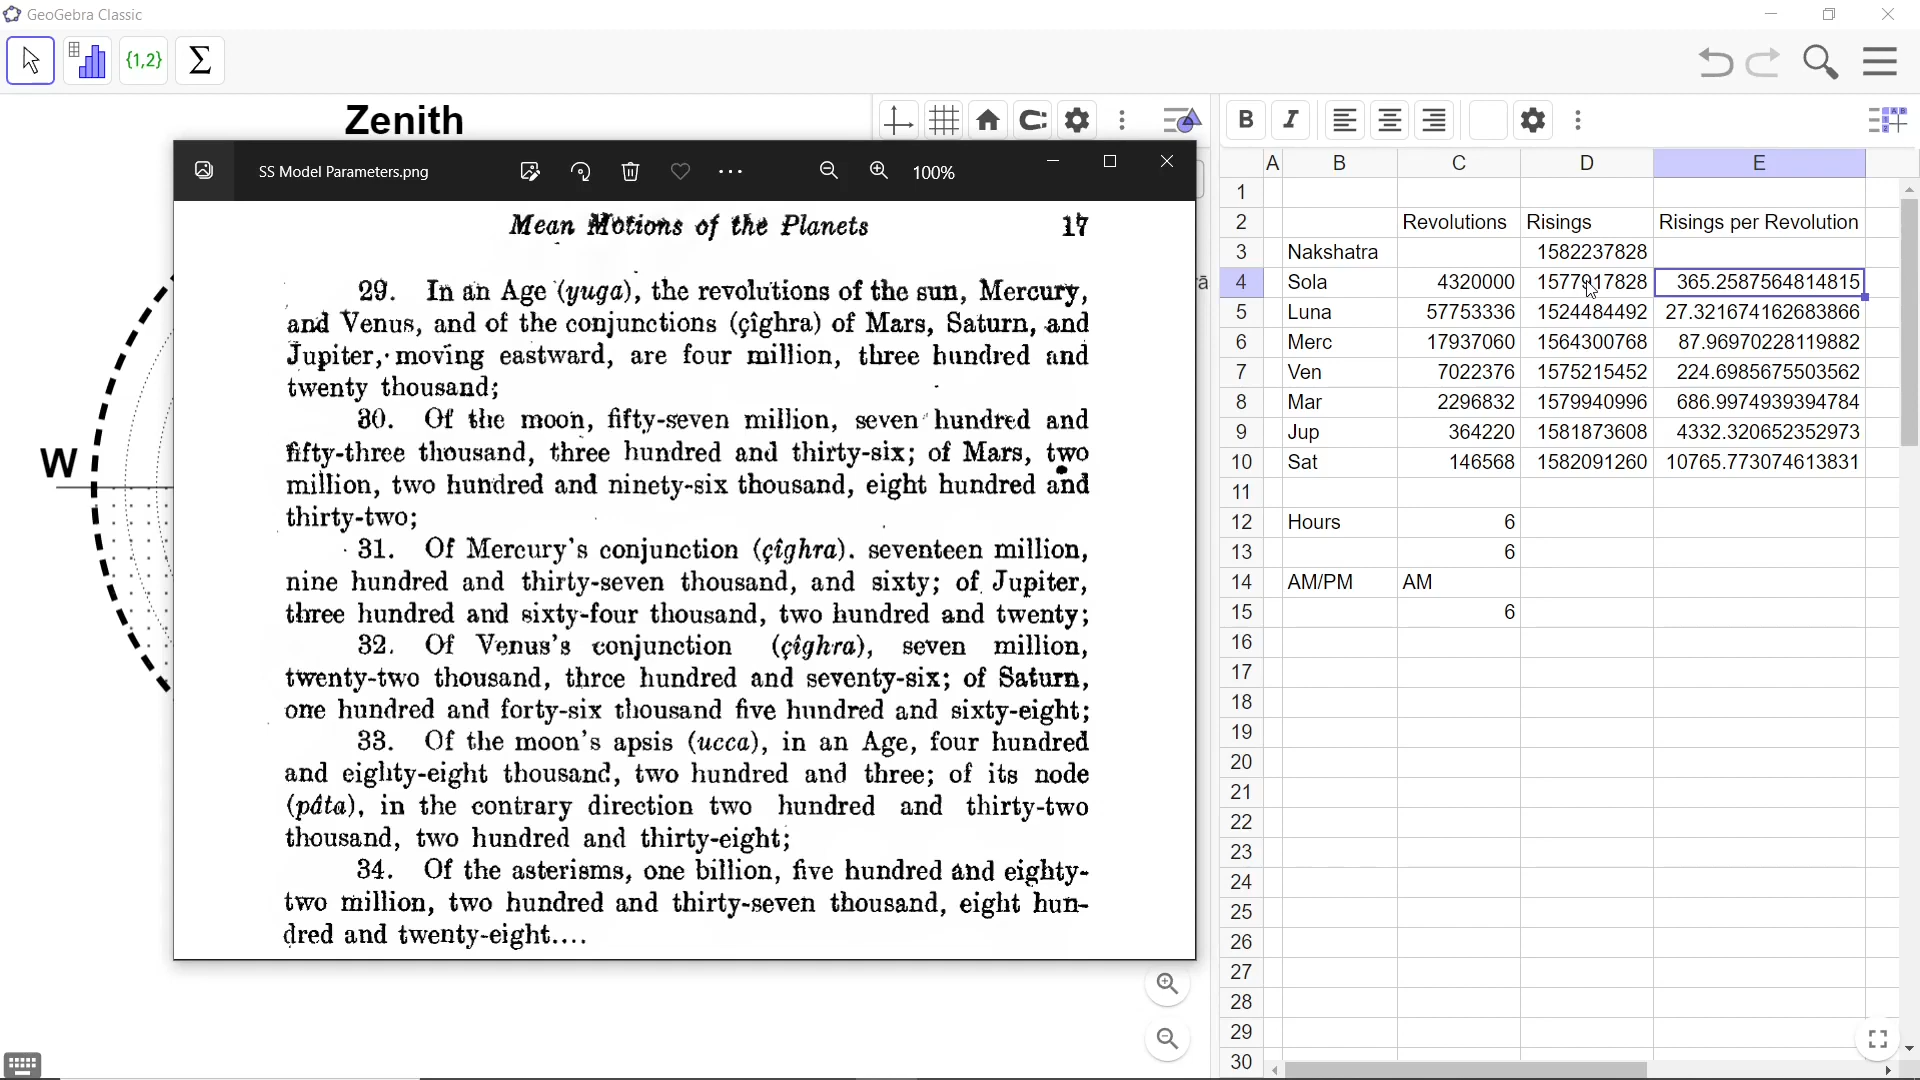 GeoGebra Classic
{1,2}
Σ
Zenith
W
SS Model Parameters.png
100%
Mean Motions of the Planets 17
29. In an Age (yuga), the revolutions of the sun, Mercury,
and Venus, and of the conjunctions (çîghra) of Mars, Saturn, and
Jupiter, moving eastward, are four million, three hundred and
twenty thousand;
30. Of the moon, fifty-seven million, seven hundred and
fifty-three thousand, three hundred and thirty-six; of Mars, two
million, two hundred and ninety-six thousand, eight hundred and
thirty-two;
31. Of Mercury's conjunction (çîghra). seventeen million,
nine hundred and thirty-seven thousand, and sixty; of Jupiter,
three hundred and sixty-four thousand, two hundred and twenty;
32. Of Venus's conjunction (çîghra), seven million,
twenty-two thousand, three hundred and seventy-six; of Saturn,
one hundred and forty-six thousand five hundred and sixty-eight;
33. Of the moon's apsis (ucca), in an Age, four hundred
and eighty-eight thousand, two hundred and three; of its node
(pâta), in the contrary direction two hundred and thirty-two
thousand, two hundred and thirty-eight;
34. Of the asterisms, one billion, five hundred and eighty-
two million, two hundred and thirty-seven thousand, eight hun-
dred and twenty-eight....
ā
B I
A B C D E
1
2 Revolutions Risings Risings per Revolution
3 Nakshatra 1582237828
4 Sola 4320000 1577917828 365.2587564814815
5 Luna 57753336 1524484492 27.321674162683866
6 Merc 17937060 1564300768 87.96970228119882
7 Ven 7022376 1575215452 224.6985675503562
8 Mar 2296832 1579940996 686.9974939394784
9 Jup 364220 1581873608 4332.320652352973
10 Sat 146568 1582091260 10765.773074613831
11
12 Hours 6
13 6
14 AM/PM AM
15 6
16
17
18
19
20
21
22
23
24
25
26
27
28
29
30